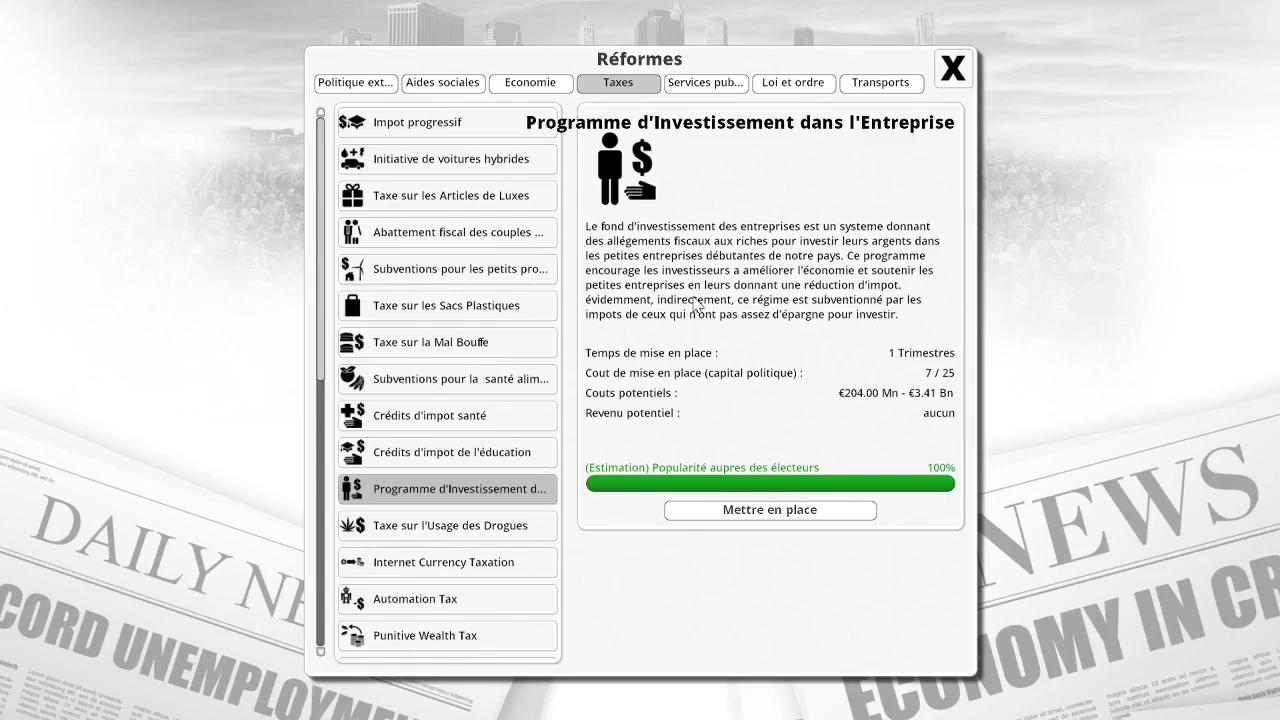 Réformes
X
Politique ext...
Aides sociales
Economie
Taxes
Services pub...
Loi et ordre
Transports
Impot progressif
Initiative de voitures hybrides
Taxe sur les Articles de Luxes
Abattement fiscal des couples ...
Subventions pour les petits pro...
Taxe sur les Sacs Plastiques
Taxe sur la Mal Bouffe
Subventions pour la  santé alim...
Crédits d'impot santé
Crédits d'impot de l'éducation
Programme d'Investissement d...
Taxe sur l'Usage des Drogues
Internet Currency Taxation
Automation Tax
Punitive Wealth Tax
Programme d'Investissement dans l'Entreprise
Le fond d'investissement des entreprises est un systeme donnant
des allégements fiscaux aux riches pour investir leurs argents dans
les petites entreprises débutantes de notre pays. Ce programme
encourage les investisseurs a améliorer l'économie et soutenir les
petites entreprises en leurs donnant une réduction d'impot.
évidemment, indirectement, ce régime est subventionné par les
impots de ceux qui n'ont pas assez d'épargne pour investir.
Temps de mise en place : 1 Trimestres
Cout de mise en place (capital politique) : 7 / 25
Couts potentiels : €204.00 Mn - €3.41 Bn
Revenu potentiel : aucun
(Estimation) Popularité aupres des électeurs 100%
Mettre en place
DAILY NE
CORD UNEMPLOYM
NEWS
ECONOMY IN CR